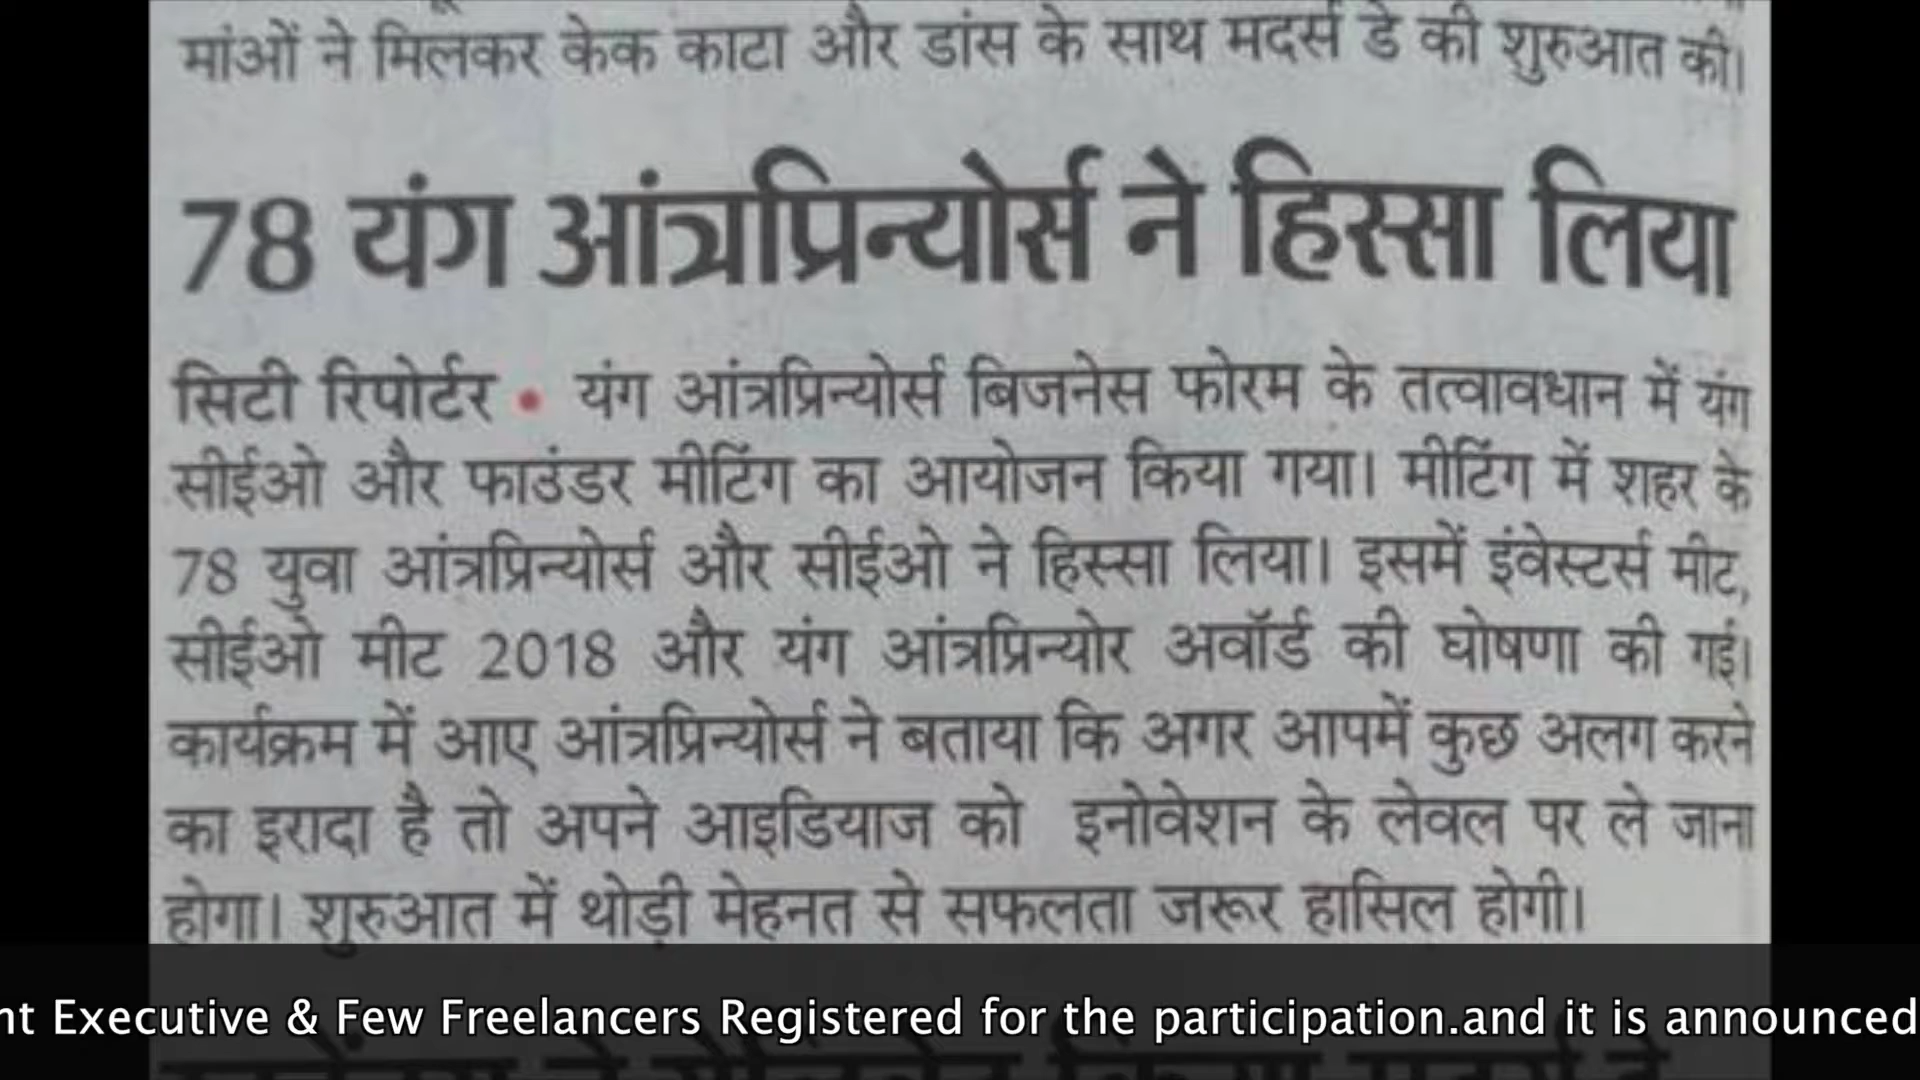 मांओं ने मिलकर केक काटा और डांस के साथ मदर्स डे की शुरुआत की।
78 यंग आंत्रप्रिन्योर्स ने हिस्सा लिया
सिटी रिपोर्टर • यंग आंत्रप्रिन्योर्स बिजनेस फोरम के तत्वावधान में यंग
सीईओ और फाउंडर मीटिंग का आयोजन किया गया। मीटिंग में शहर के
78 युवा आंत्रप्रिन्योर्स और सीईओ ने हिस्सा लिया। इसमें इंवेस्टर्स मीट,
सीईओ मीट 2018 और यंग आंत्रप्रिन्योर अवॉर्ड की घोषणा की गई।
कार्यक्रम में आए आंत्रप्रिन्योर्स ने बताया कि अगर आपमें कुछ अलग करने
का इरादा है तो अपने आइडियाज को इनोवेशन के लेवल पर ले जाना
होगा। शुरुआत में थोड़ी मेहनत से सफलता जरूर हासिल होगी।
nt Executive & Few Freelancers Registered for the participation.and it is announced